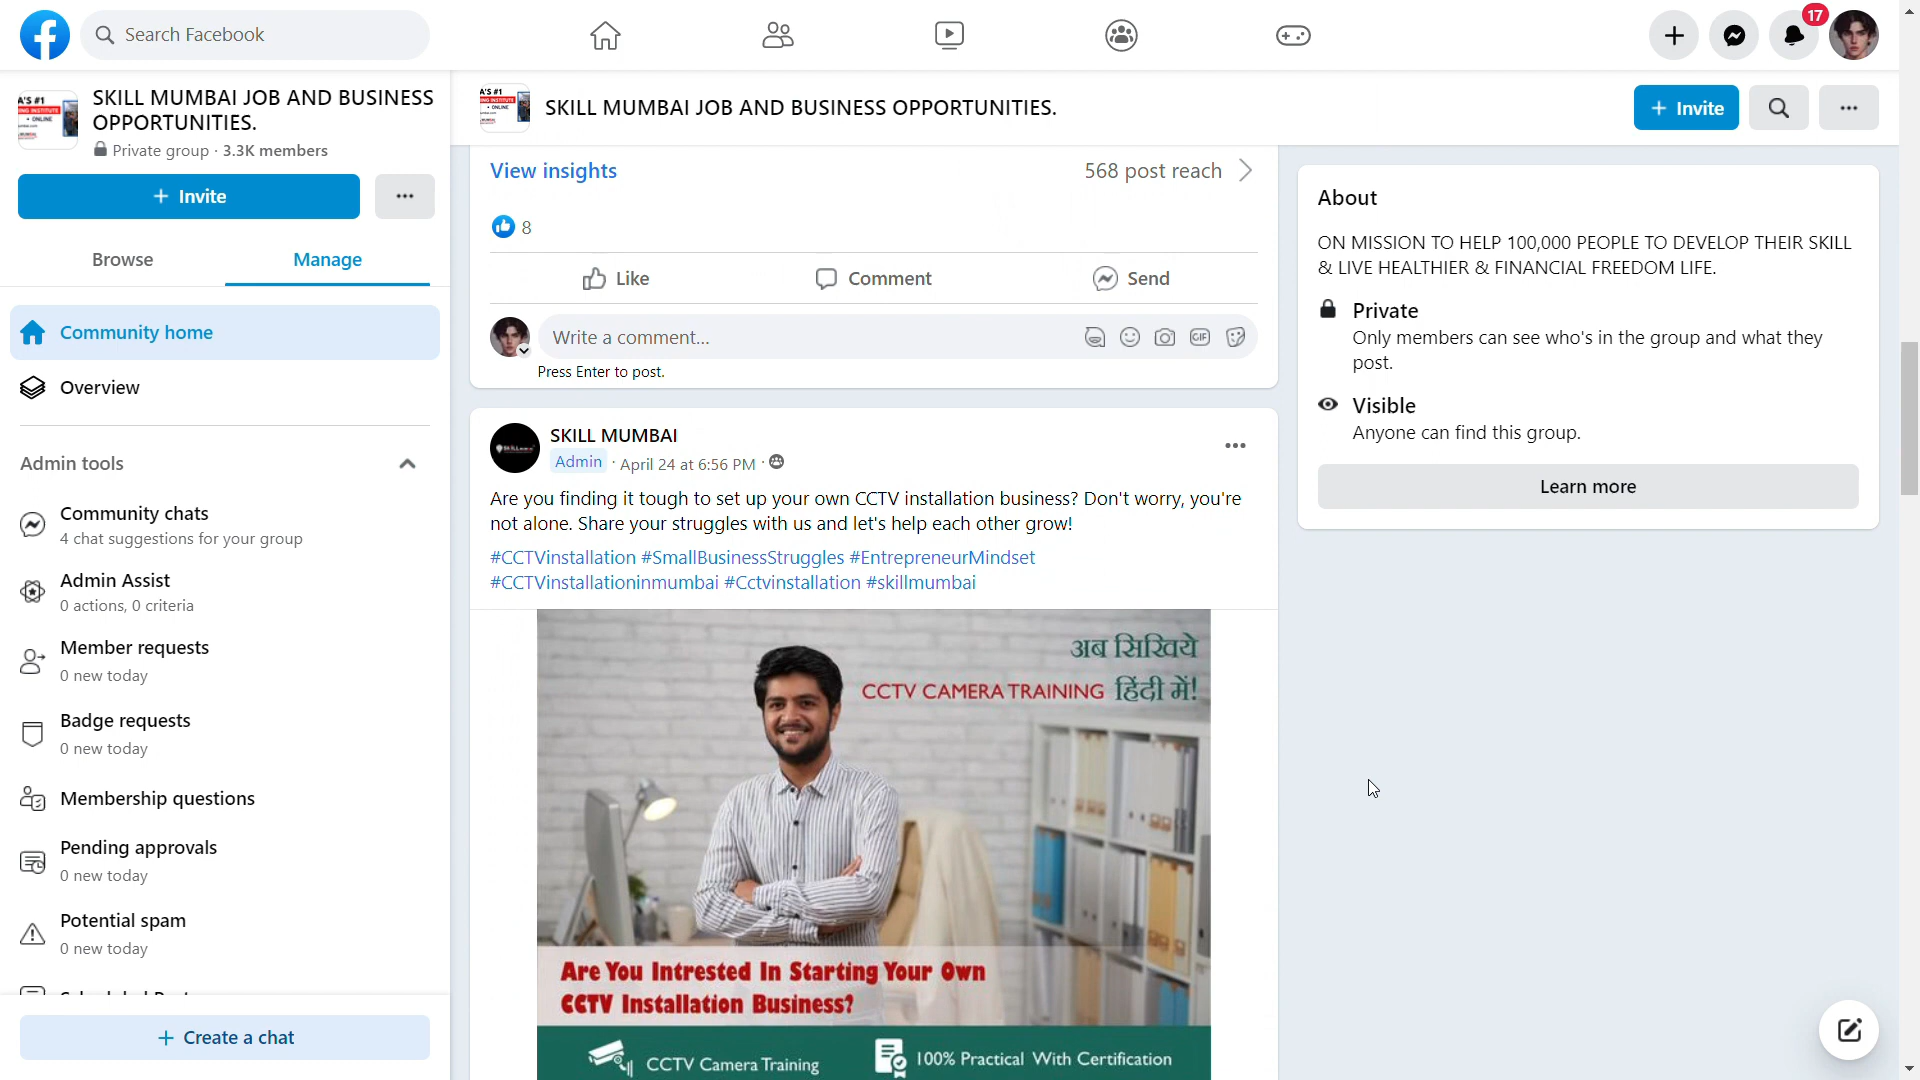 Search Facebook
17
SKILL MUMBAI JOB AND BUSINESS
OPPORTUNITIES.
Private group · 3.3K members
+ Invite
Browse
Manage
Community home
Overview
Admin tools
Community chats
4 chat suggestions for your group
Admin Assist
0 actions, 0 criteria
Member requests
0 new today
Badge requests
0 new today
Membership questions
Pending approvals
0 new today
Potential spam
0 new today
+ Create a chat
SKILL MUMBAI JOB AND BUSINESS OPPORTUNITIES.
+ Invite
View insights
568 post reach
8
Like
Comment
Send
Write a comment...
GIF
Press Enter to post.
SKILL MUMBAI
Admin · April 24 at 6:56 PM ·
Are you finding it tough to set up your own CCTV installation business? Don't worry, you're
not alone. Share your struggles with us and let's help each other grow!
#CCTVinstallation #SmallBusinessStruggles #EntrepreneurMindset
#CCTVinstallationinmumbai #Cctvinstallation #skillmumbai
अब सिखिये
CCTV CAMERA TRAINING हिंदी में!
Are You Intrested In Starting Your Own
CCTV Installation Business?
CCTV Camera Training
100% Practical With Certification
About
ON MISSION TO HELP 100,000 PEOPLE TO DEVELOP THEIR SKILL
& LIVE HEALTHIER & FINANCIAL FREEDOM LIFE.
Private
Only members can see who's in the group and what they
post.
Visible
Anyone can find this group.
Learn more